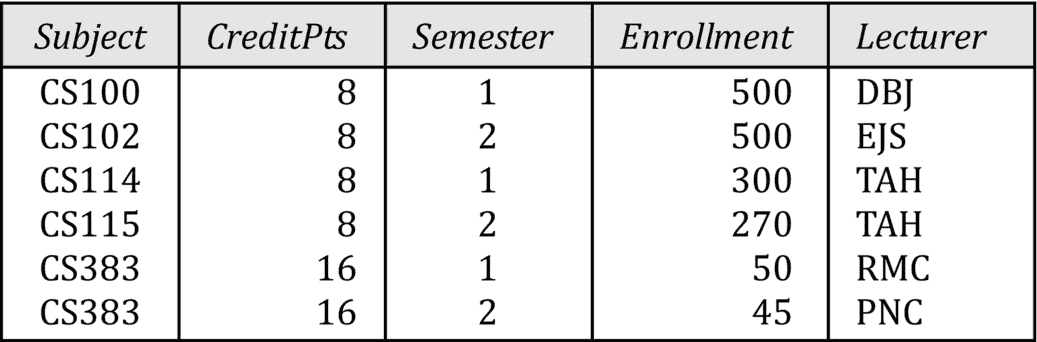 Subject CreditPts Semester Enrollment Lecturer
CS100 8 1 500 DBJ
CS102 8 2 500 EJS
CS114 8 1 300 TAH
CS115 8 2 270 TAH
CS383 16 1 50 RMC
CS383 16 2 45 PNC